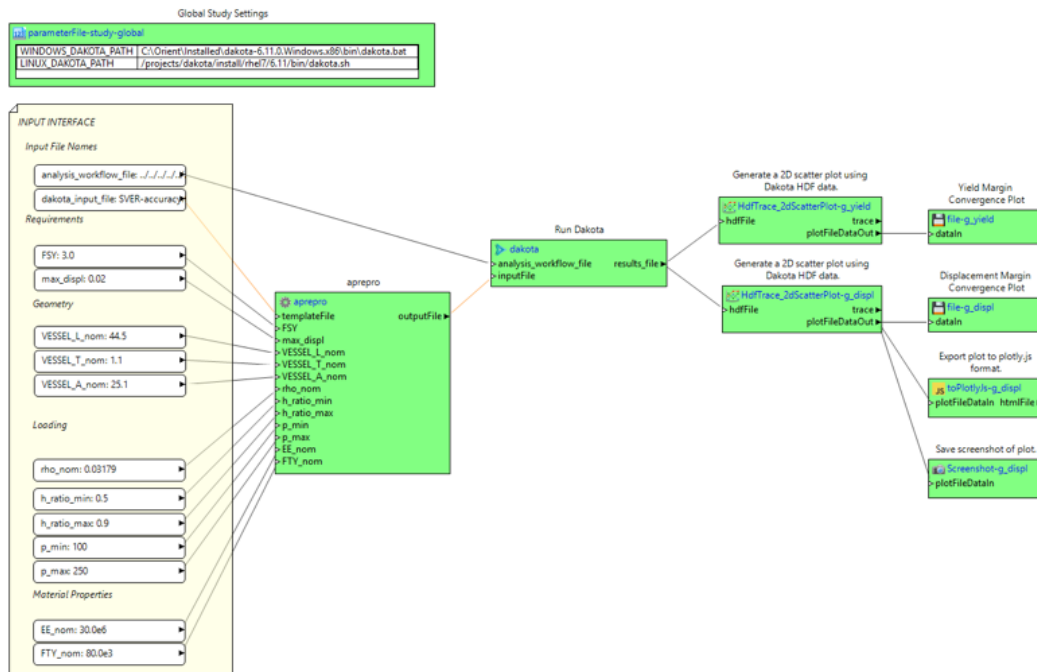 Global Study Settings
parameterFile-study-global
WINDOWS_DAKOTA_PATH C:\Orient\Installed\dakota-6.11.0.Windows.x86\bin\dakota.bat
LINUX_DAKOTA_PATH /projects/dakota/install/rhel7/6.11/bin/dakota.sh
INPUT INTERFACE
Input File Names
analysis_workflow_file: ../../../../..
dakota_input_file: SVER-accuracy
Requirements
FSY: 3.0
max_displ: 0.02
Geometry
VESSEL_L_nom: 44.5
VESSEL_T_nom: 1.1
VESSEL_A_nom: 25.1
Loading
rho_nom: 0.03179
h_ratio_min: 0.5
h_ratio_max: 0.9
p_min: 100
p_max: 250
Material Properties
EE_nom: 30.0e6
FTY_nom: 80.0e3
aprepro
aprepro
templateFile outputFile
FSY
max_displ
VESSEL_L_nom
VESSEL_T_nom
VESSEL_A_nom
rho_nom
h_ratio_min
h_ratio_max
p_min
p_max
EE_nom
FTY_nom
Run Dakota
dakota
analysis_workflow_file results_file
inputFile
Generate a 2D scatter plot using
Dakota HDF data.
HdfTrace_2dScatterPlot-g_yield
hdfFile trace
plotFileDataOut
Generate a 2D scatter plot using
Dakota HDF data.
HdfTrace_2dScatterPlot-g_displ
hdfFile trace
plotFileDataOut
Yield Margin
Convergence Plot
file-g_yield
dataIn
Displacement Margin
Convergence Plot
file-g_displ
dataIn
Export plot to plotly.js
format.
JS toPlotlyJs-g_displ
plotFileDataIn htmlFile
Save screenshot of plot.
Screenshot-g_displ
plotFileDataIn